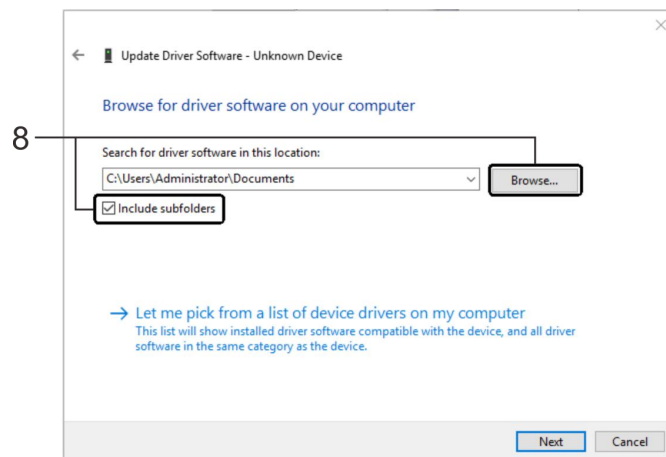 Update Driver Software - Unknown Device
Browse for driver software on your computer
8
Search for driver software in this location:
C:\Users\Administrator\Documents
Browse...
Include subfolders
Let me pick from a list of device drivers on my computer
This list will show installed driver software compatible with the device, and all driver
software in the same category as the device.
Next Cancel